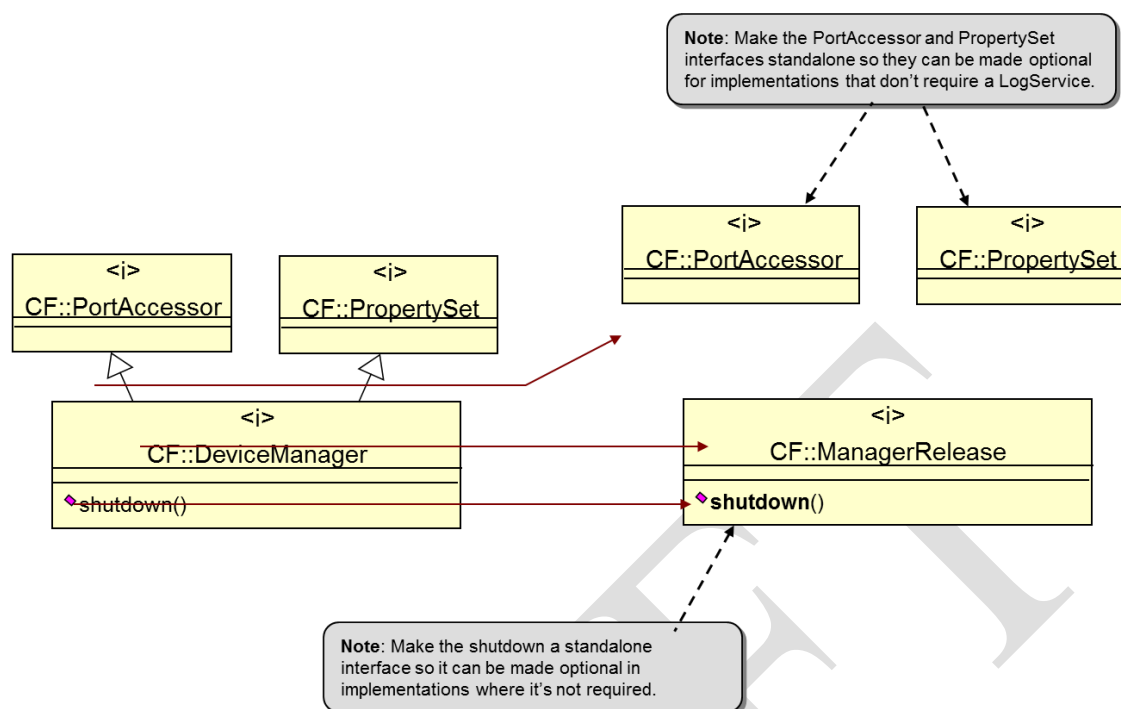 Note: Make the PortAccessor and PropertySet
interfaces standalone so they can be made optional
for implementations that don’t require a LogService.
<i>
CF::PortAccessor
<i>
CF::PropertySet
<i>
CF::PortAccessor
<i>
CF::PropertySet
<i>
CF::DeviceManager
shutdown()
<i>
CF::ManagerRelease
shutdown()
Note: Make the shutdown a standalone
interface so it can be made optional in
implementations where it’s not required.